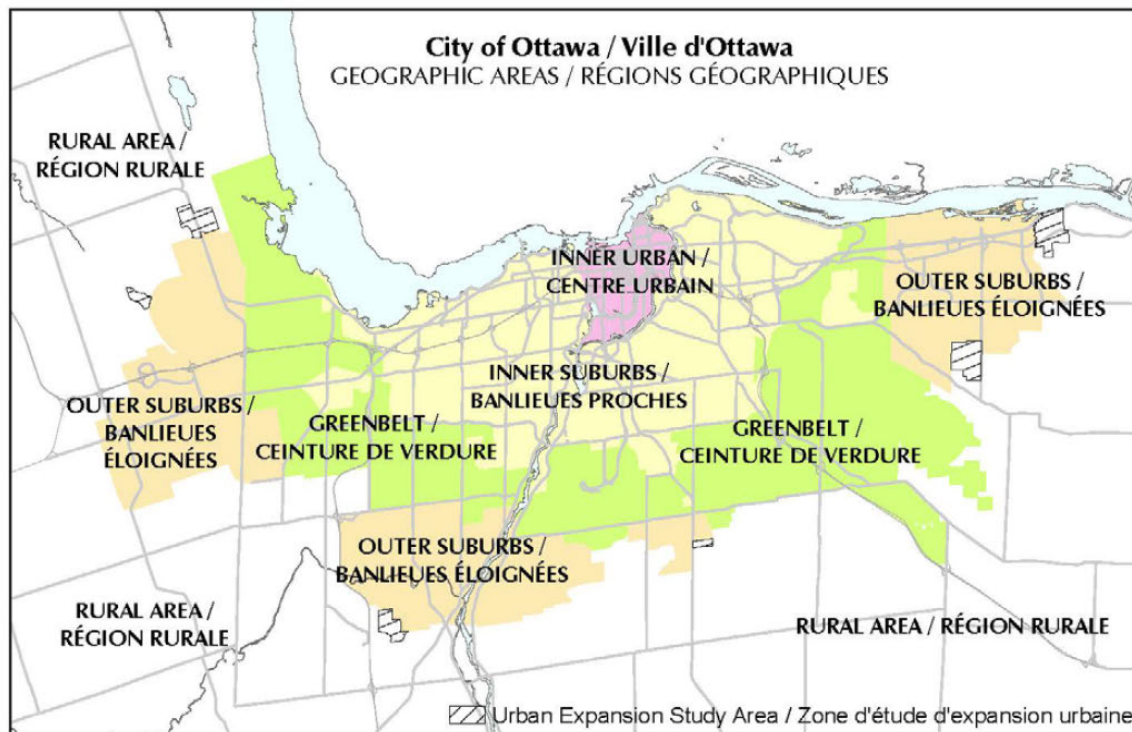 City of Ottawa / Ville d'Ottawa
GEOGRAPHIC AREAS / RÉGIONS GÉOGRAPHIQUES
RURAL AREA /
RÉGION RURALE
INNER URBAN /
CENTRE URBAIN
OUTER SUBURBS /
BANLIEUES ÉLOIGNÉES
INNER SUBURBS /
BANLIEUES PROCHES
OUTER SUBURBS /
BANLIEUES
ÉLOIGNÉES
GREENBELT /
CEINTURE DE VERDURE
GREENBELT /
CEINTURE DE VERDURE
OUTER SUBURBS /
BANLIEUES ÉLOIGNÉES
RURAL AREA /
RÉGION RURALE
RURAL AREA / RÉGION RURALE
Urban Expansion Study Area / Zone d'étude d'expansion urbaine